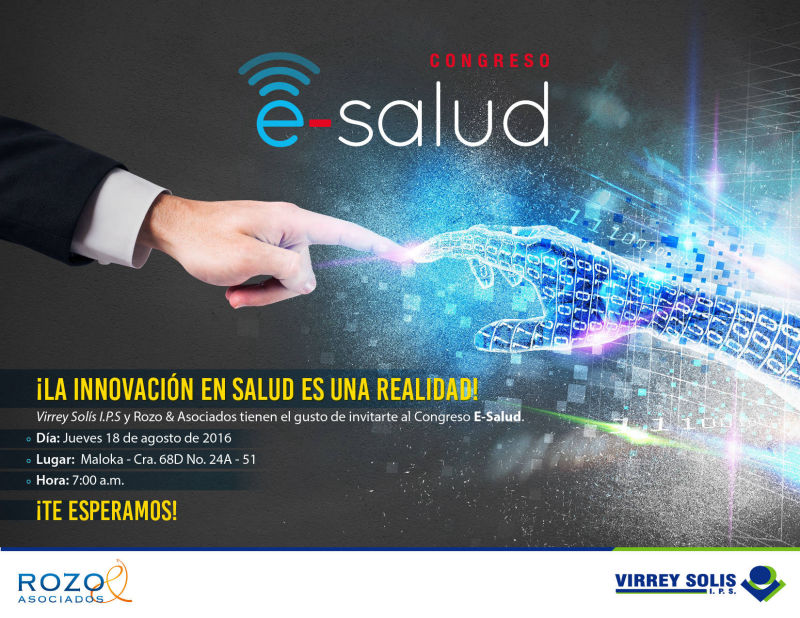 CONGRESO
e-salud
¡LA INNOVACIÓN EN SALUD ES UNA REALIDAD!
Virrey Solís I.P.S y Rozo & Asociados tienen el gusto de invitarte al Congreso E-Salud.
Día: Jueves 18 de agosto de 2016
Lugar: Maloka - Cra. 68D No. 24A - 51
Hora: 7:00 a.m.
¡TE ESPERAMOS!
ROZO
ASOCIADOS
VIRREY SOLIS
I. P. S.